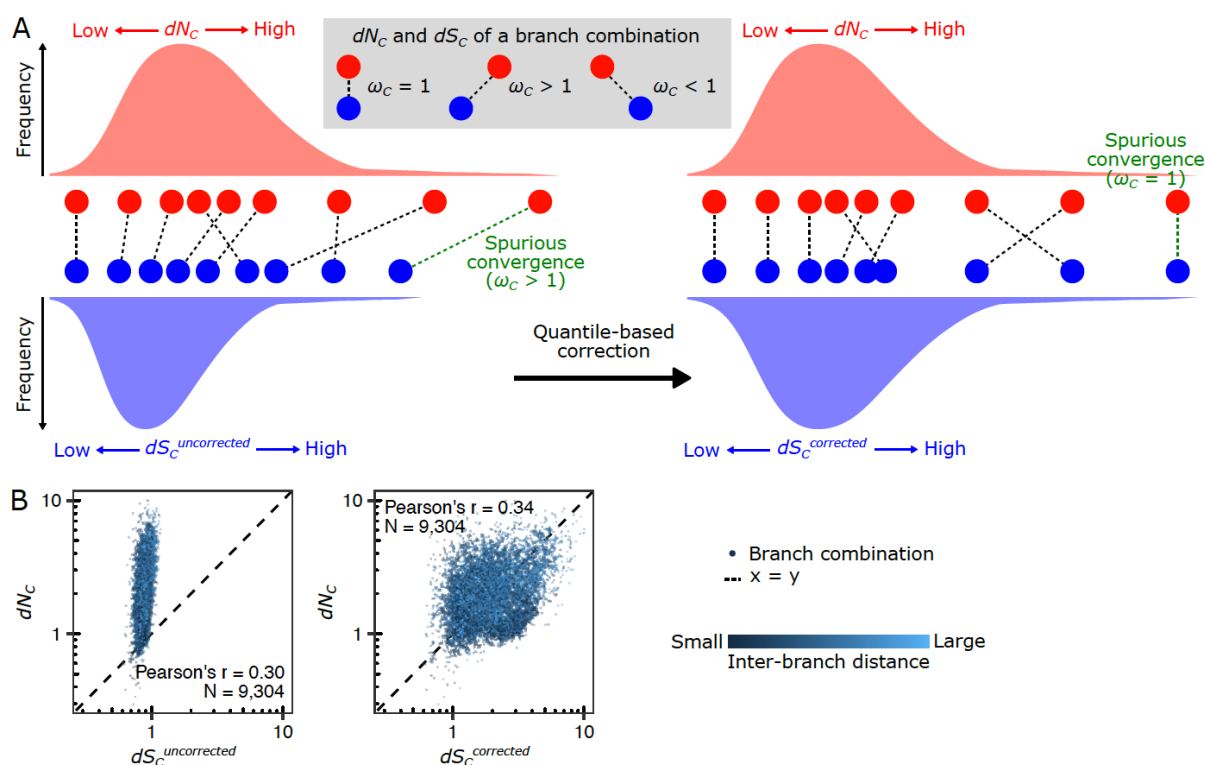 A
Low ← dN_C → High
dN_C and dS_C of a branch combination
ω_C = 1
ω_C > 1
ω_C < 1
Low ← dN_C → High
Frequency
Spurious
convergence
(ω_C = 1)
Spurious
convergence
(ω_C > 1)
Frequency
Quantile-based
correction
Low ← dS_C^uncorrected → High
Low ← dS_C^corrected → High
B
10
1
dN_C
Pearson's r = 0.30
N = 9,304
1
10
dS_C^uncorrected
10
1
dN_C
Pearson's r = 0.34
N = 9,304
1
10
dS_C^corrected
Branch combination
x = y
Small
Large
Inter-branch distance